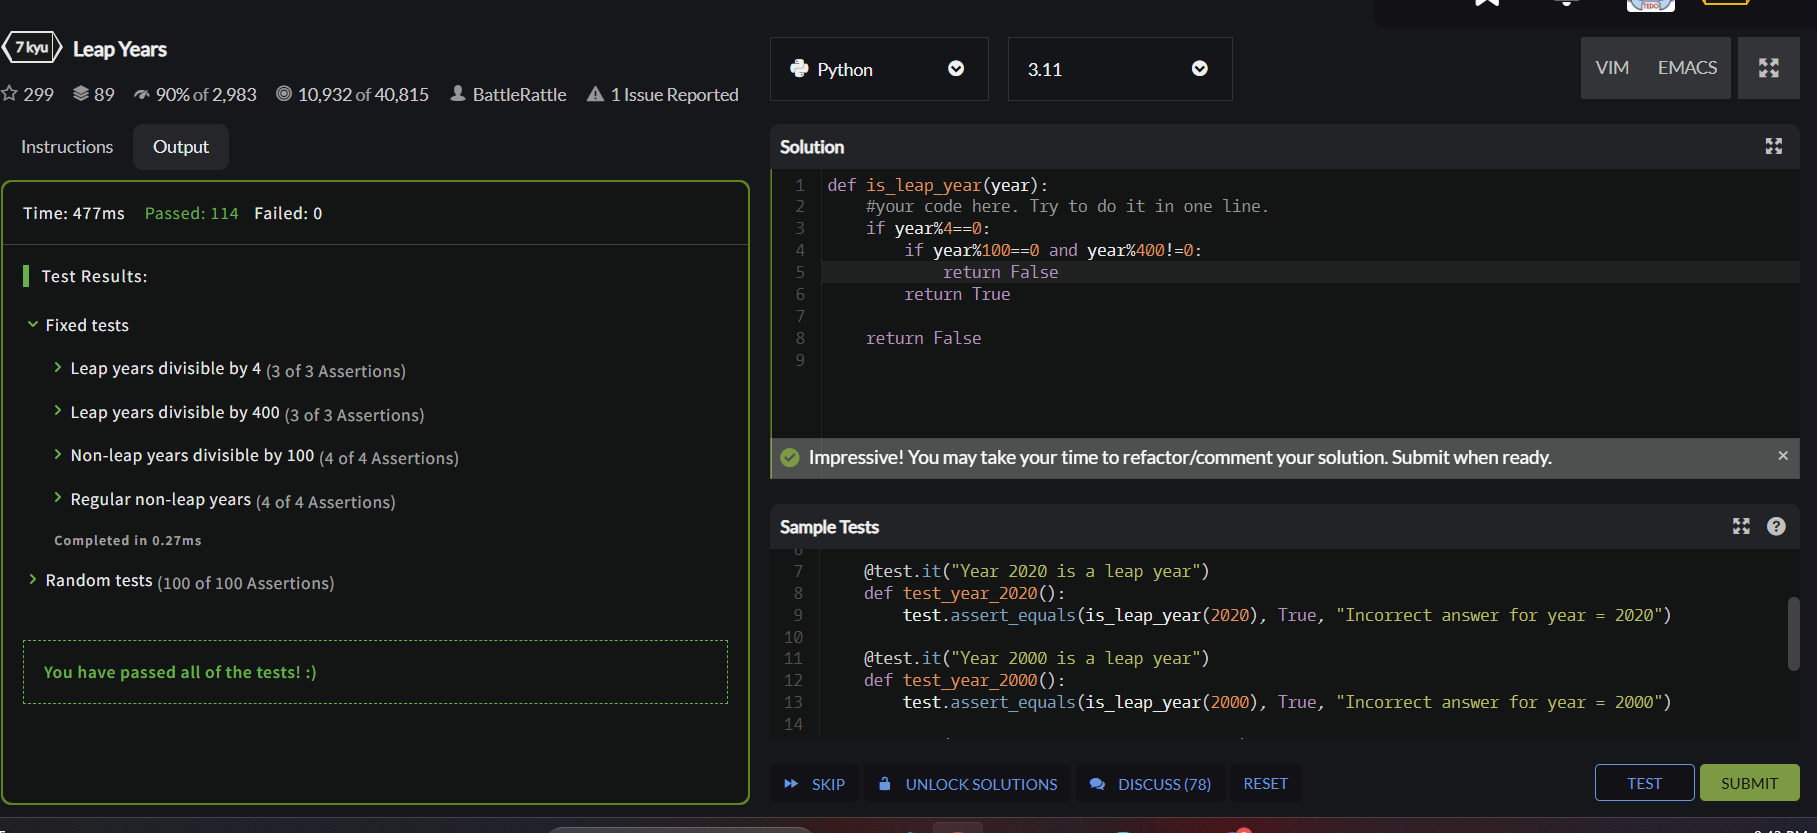 7 kyu Leap Years
299 89 90% of 2,983 10,932 of 40,815 BattleRattle 1 Issue Reported
Instructions Output
Time: 477ms Passed: 114 Failed: 0
Test Results:
Fixed tests
Leap years divisible by 4 (3 of 3 Assertions)
Leap years divisible by 400 (3 of 3 Assertions)
Non-leap years divisible by 100 (4 of 4 Assertions)
Regular non-leap years (4 of 4 Assertions)
Completed in 0.27ms
Random tests (100 of 100 Assertions)
You have passed all of the tests! :)
Python 3.11 VIM EMACS
Solution
1 def is_leap_year(year):
2 #your code here. Try to do it in one line.
3 if year%4==0:
4 if year%100==0 and year%400!=0:
5 return False
6 return True
7
8 return False
9
Impressive! You may take your time to refactor/comment your solution. Submit when ready.
Sample Tests
6
7 @test.it("Year 2020 is a leap year")
8 def test_year_2020():
9 test.assert_equals(is_leap_year(2020), True, "Incorrect answer for year = 2020")
10
11 @test.it("Year 2000 is a leap year")
12 def test_year_2000():
13 test.assert_equals(is_leap_year(2000), True, "Incorrect answer for year = 2000")
14
SKIP UNLOCK SOLUTIONS DISCUSS (78) RESET TEST SUBMIT